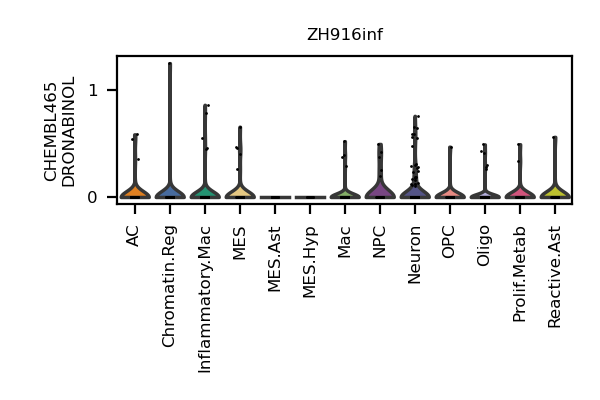 ZH916inf
CHEMBL465
DRONABINOL
1
0
AC
Chromatin.Reg
Inflammatory.Mac
MES
MES.Ast
MES.Hyp
Mac
NPC
Neuron
OPC
Oligo
Prolif.Metab
Reactive.Ast